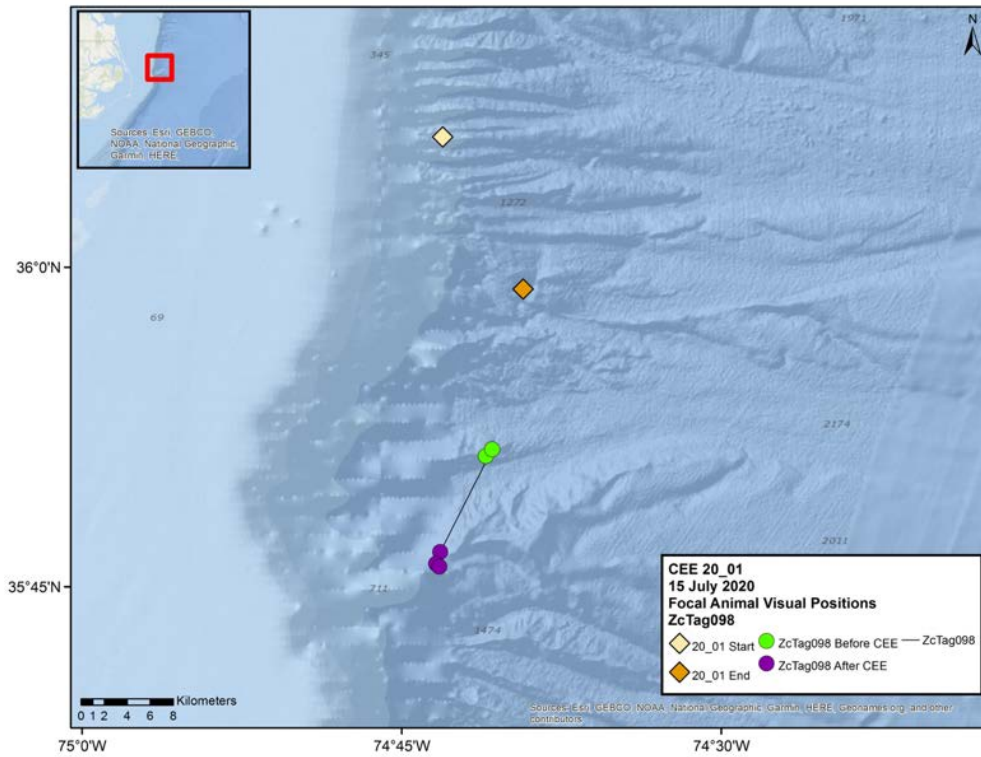 1971
N
345
Sources: Esri, GEBCO,
NOAA, National Geographic,
Garmin, HERE
1272
36°0'N
69
2174
2011
35°45'N
711
1474
CEE 20_01
15 July 2020
Focal Animal Visual Positions
ZcTag098
20_01 Start
ZcTag098 Before CEE
ZcTag098
20_01 End
ZcTag098 After CEE
Kilometers
0 1 2 4 6 8
Sources: Esri, GEBCO, NOAA, National Geographic, Garmin, HERE, Geonames.org, and other
contributors
75°0'W
74°45'W
74°30'W